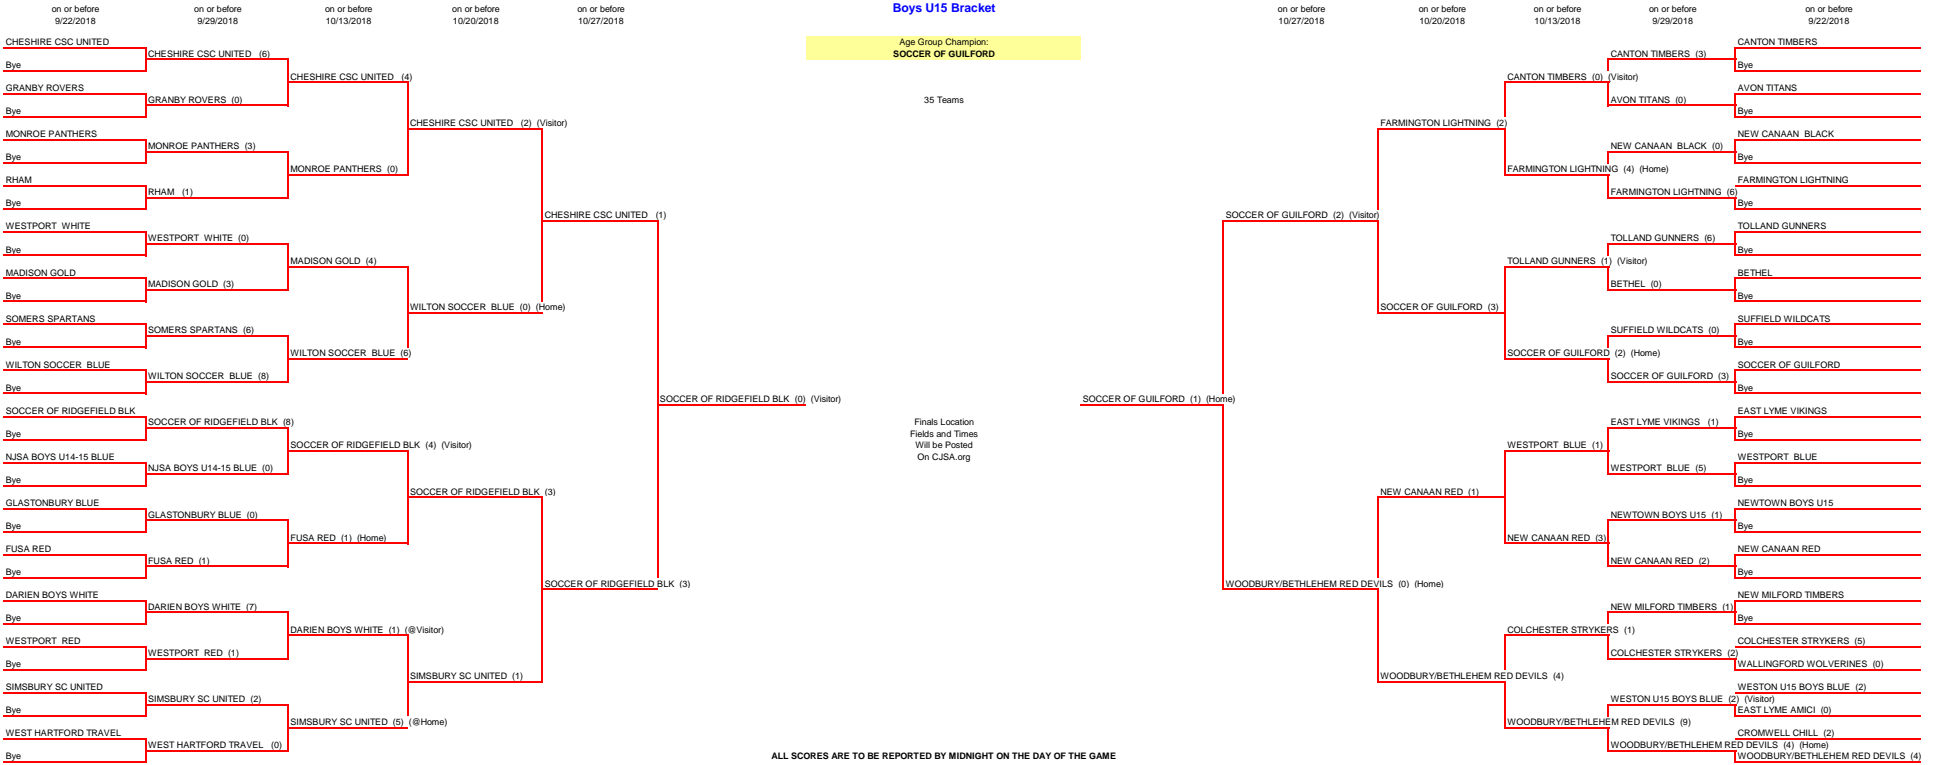 on or before
9/22/2018
on or before
9/29/2018
on or before
10/13/2018
on or before
10/20/2018
on or before
10/27/2018
Boys U15 Bracket
on or before
10/27/2018
on or before
10/20/2018
on or before
10/13/2018
on or before
9/29/2018
on or before
9/22/2018
Age Group Champion:
SOCCER OF GUILFORD
35 Teams
CHESHIRE CSC UNITED
Bye
GRANBY ROVERS
Bye
MONROE PANTHERS
Bye
RHAM
Bye
WESTPORT WHITE
Bye
MADISON GOLD
Bye
SOMERS SPARTANS
Bye
WILTON SOCCER BLUE
Bye
SOCCER OF RIDGEFIELD BLK
Bye
NJSA BOYS U14-15 BLUE
Bye
GLASTONBURY BLUE
Bye
FUSA RED
Bye
DARIEN BOYS WHITE
Bye
WESTPORT RED
Bye
SIMSBURY SC UNITED
Bye
WEST HARTFORD TRAVEL
Bye
CHESHIRE CSC UNITED (6)
GRANBY ROVERS (0)
MONROE PANTHERS (3)
RHAM (1)
WESTPORT WHITE (0)
MADISON GOLD (3)
SOMERS SPARTANS (6)
WILTON SOCCER BLUE (8)
SOCCER OF RIDGEFIELD BLK (8)
NJSA BOYS U14-15 BLUE (0)
GLASTONBURY BLUE (0)
FUSA RED (1)
DARIEN BOYS WHITE (7)
WESTPORT RED (1)
SIMSBURY SC UNITED (2)
WEST HARTFORD TRAVEL (0)
CHESHIRE CSC UNITED (4)
MONROE PANTHERS (0)
MADISON GOLD (4)
WILTON SOCCER BLUE (6)
SOCCER OF RIDGEFIELD BLK (4) (Visitor)
FUSA RED (1) (Home)
DARIEN BOYS WHITE (1) (@Visitor)
SIMSBURY SC UNITED (5) (@Home)
CHESHIRE CSC UNITED (2) (Visitor)
WILTON SOCCER BLUE (0) (Home)
SOCCER OF RIDGEFIELD BLK (3)
SIMSBURY SC UNITED (1)
CHESHIRE CSC UNITED (1)
SOCCER OF RIDGEFIELD BLK (3)
SOCCER OF RIDGEFIELD BLK (0) (Visitor)
Finals Location
Fields and Times
Will be Posted
On CJSA.org
SOCCER OF GUILFORD (1) (Home)
SOCCER OF GUILFORD (2) (Visitor)
WOODBURY/BETHLEHEM RED DEVILS (0) (Home)
FARMINGTON LIGHTNING (2)
SOCCER OF GUILFORD (3)
NEW CANAAN RED (1)
WOODBURY/BETHLEHEM RED DEVILS (4)
CANTON TIMBERS (0) (Visitor)
FARMINGTON LIGHTNING (4) (Home)
TOLLAND GUNNERS (1) (Visitor)
SOCCER OF GUILFORD (2) (Home)
WESTPORT BLUE (1)
NEW CANAAN RED (3)
COLCHESTER STRYKERS (1)
WOODBURY/BETHLEHEM RED DEVILS (9)
CANTON TIMBERS (3)
AVON TITANS (0)
NEW CANAAN BLACK (0)
FARMINGTON LIGHTNING (6)
TOLLAND GUNNERS (6)
BETHEL (0)
SUFFIELD WILDCATS (0)
SOCCER OF GUILFORD (3)
EAST LYME VIKINGS (1)
WESTPORT BLUE (5)
NEWTOWN BOYS U15 (1)
NEW CANAAN RED (2)
NEW MILFORD TIMBERS (1)
COLCHESTER STRYKERS (2)
WESTON U15 BOYS BLUE (2) (Visitor)
WOODBURY/BETHLEHEM RED DEVILS (4) (Home)
CANTON TIMBERS
Bye
AVON TITANS
Bye
NEW CANAAN BLACK
Bye
FARMINGTON LIGHTNING
Bye
TOLLAND GUNNERS
Bye
BETHEL
Bye
SUFFIELD WILDCATS
Bye
SOCCER OF GUILFORD
Bye
EAST LYME VIKINGS
Bye
WESTPORT BLUE
Bye
NEWTOWN BOYS U15
Bye
NEW CANAAN RED
Bye
NEW MILFORD TIMBERS
Bye
COLCHESTER STRYKERS (5)
WALLINGFORD WOLVERINES (0)
WESTON U15 BOYS BLUE (2)
EAST LYME AMICI (0)
CROMWELL CHILL (2)
WOODBURY/BETHLEHEM RED DEVILS (4)
ALL SCORES ARE TO BE REPORTED BY MIDNIGHT ON THE DAY OF THE GAME